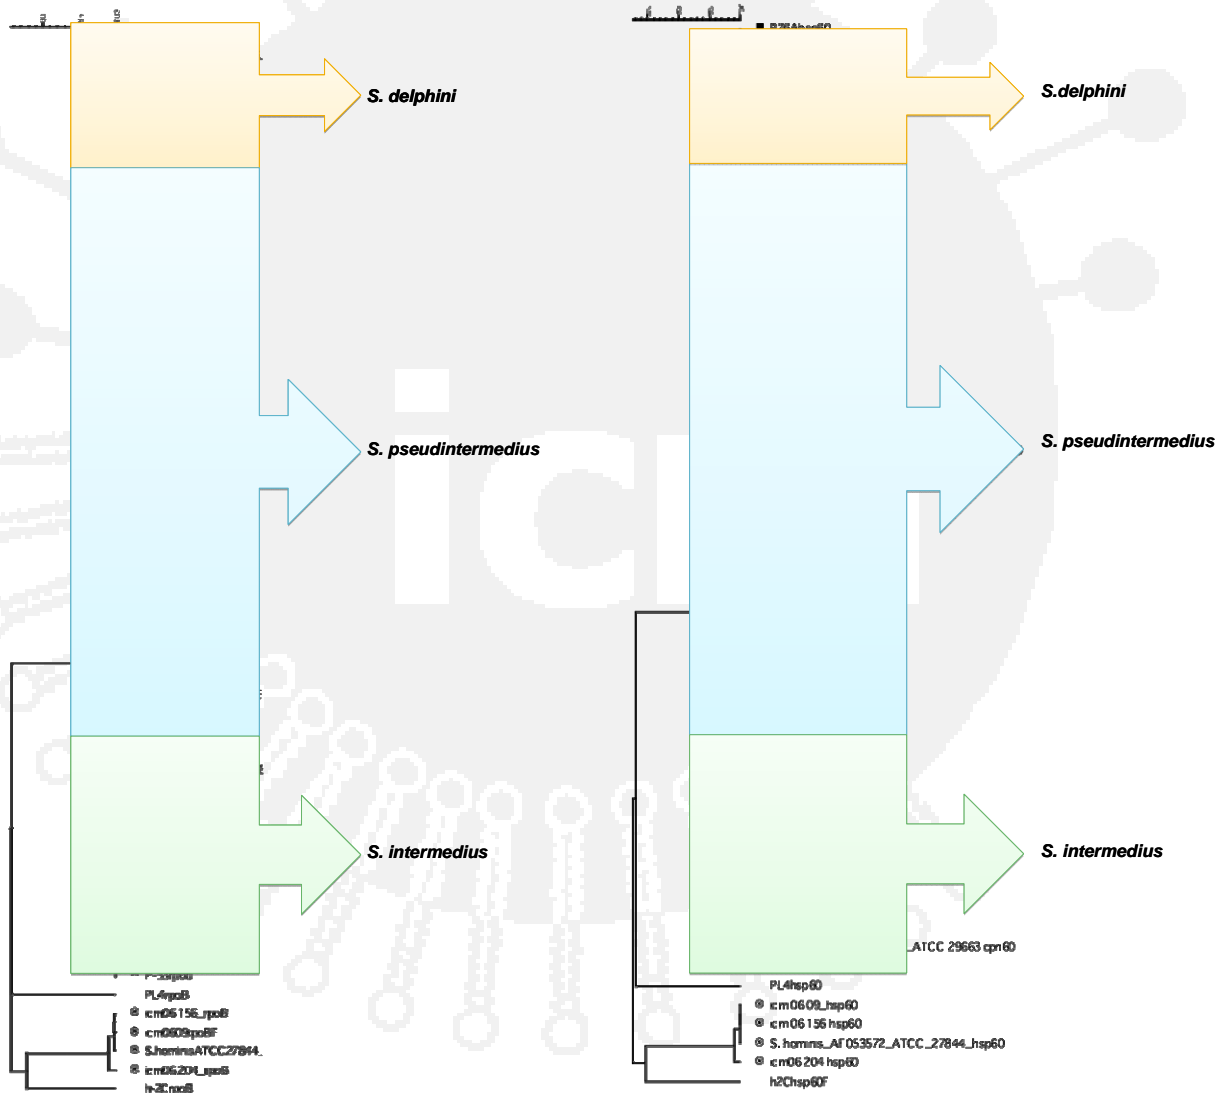 S. delphini
S. pseudintermedius
S. intermedius
PL4rpoB
icm06156_rpoB
icm0609rpoBF
S.hominisATCC27844_
icm06204_rpoB
h-2CrpoB
S.delphini
S. pseudintermedius
S. intermedius
_ATCC 29663 cpn60
PL4hsp60
icm0609_hsp60
icm06156 hsp60
S. hominis_AF053572_ATCC_27844_hsp60
icm06204 hsp60
h2Chsp60F